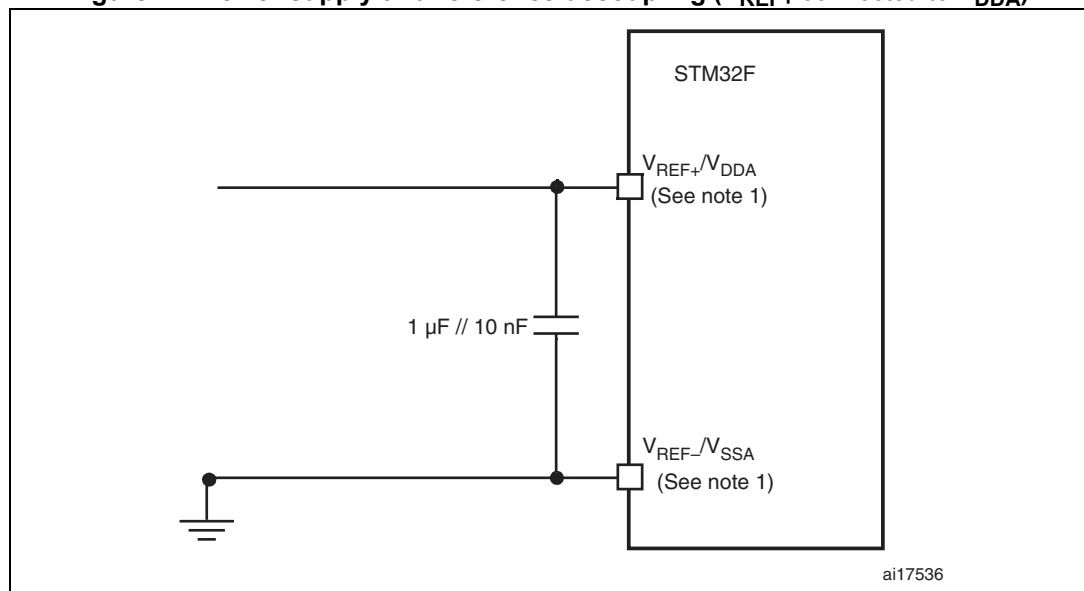 STM32F
VREF+/VDDA
(See note 1)
1 µF // 10 nF
VREF–/VSSA
(See note 1)
ai17536